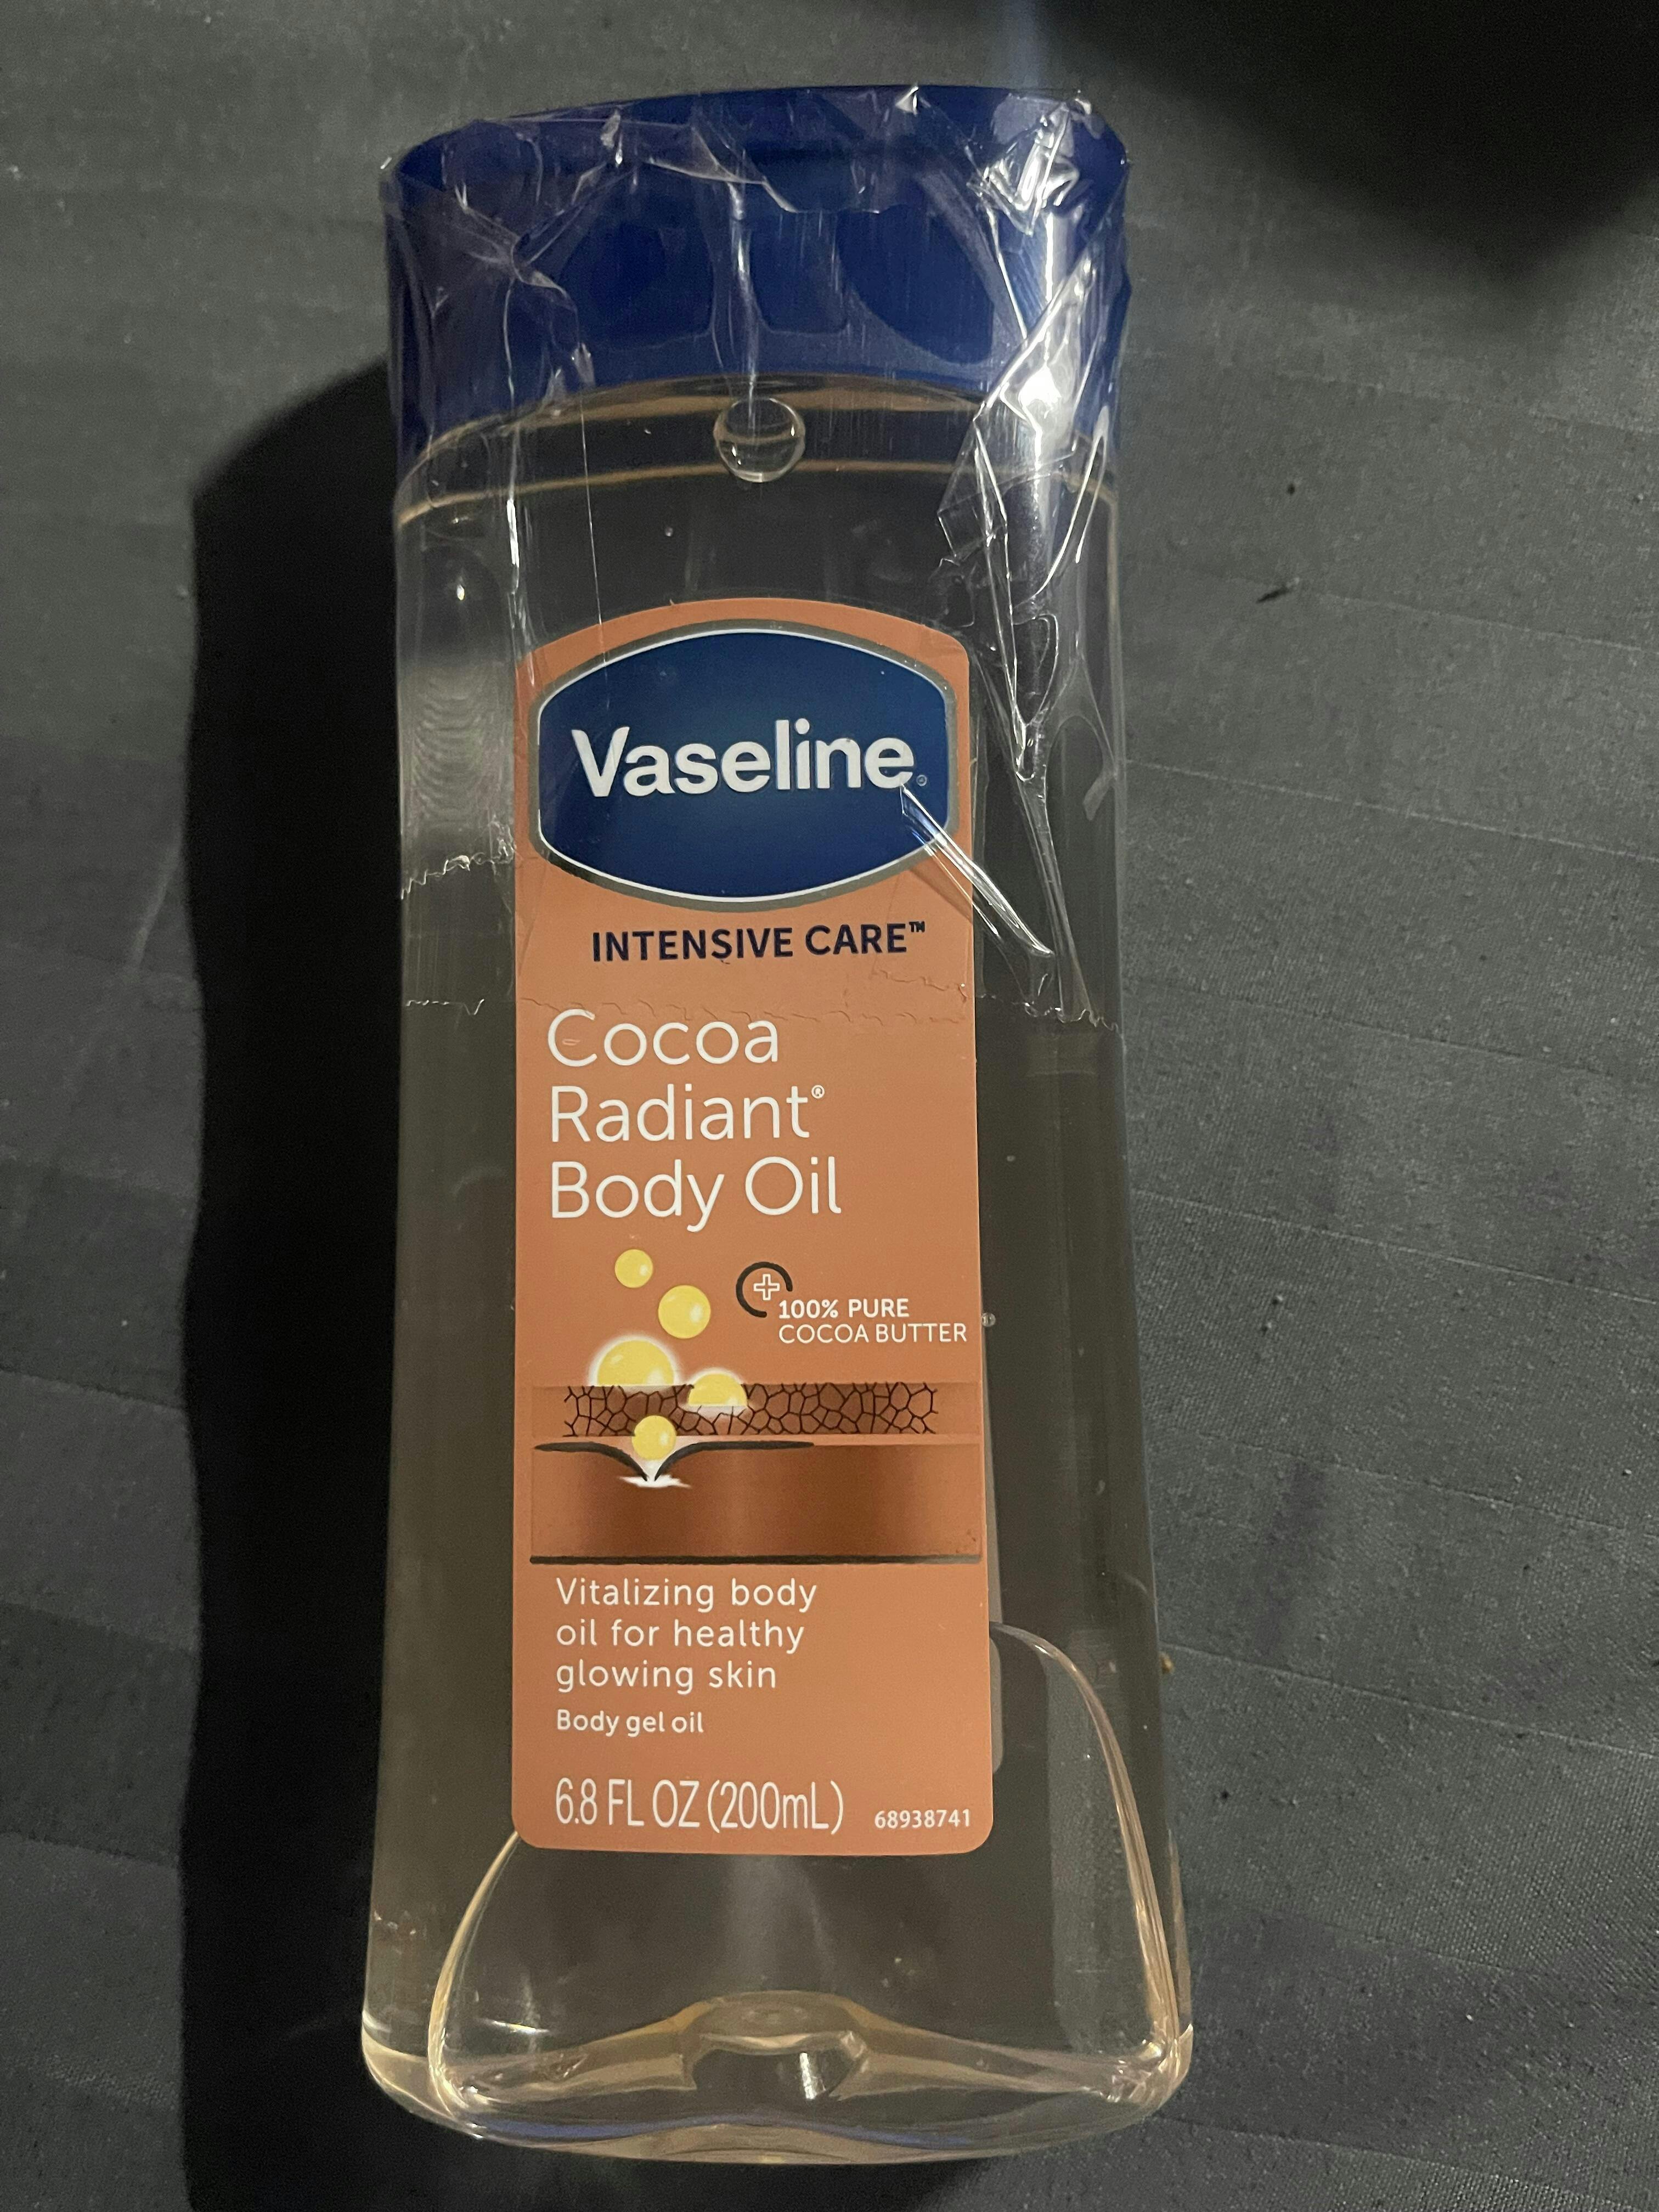 Vaseline®
INTENSIVE CARE™
Cocoa
Radiant®
Body Oil
100% PURE
COCOA BUTTER
Vitalizing body
oil for healthy
glowing skin
Body gel oil
6.8 FL OZ (200mL) 68938741